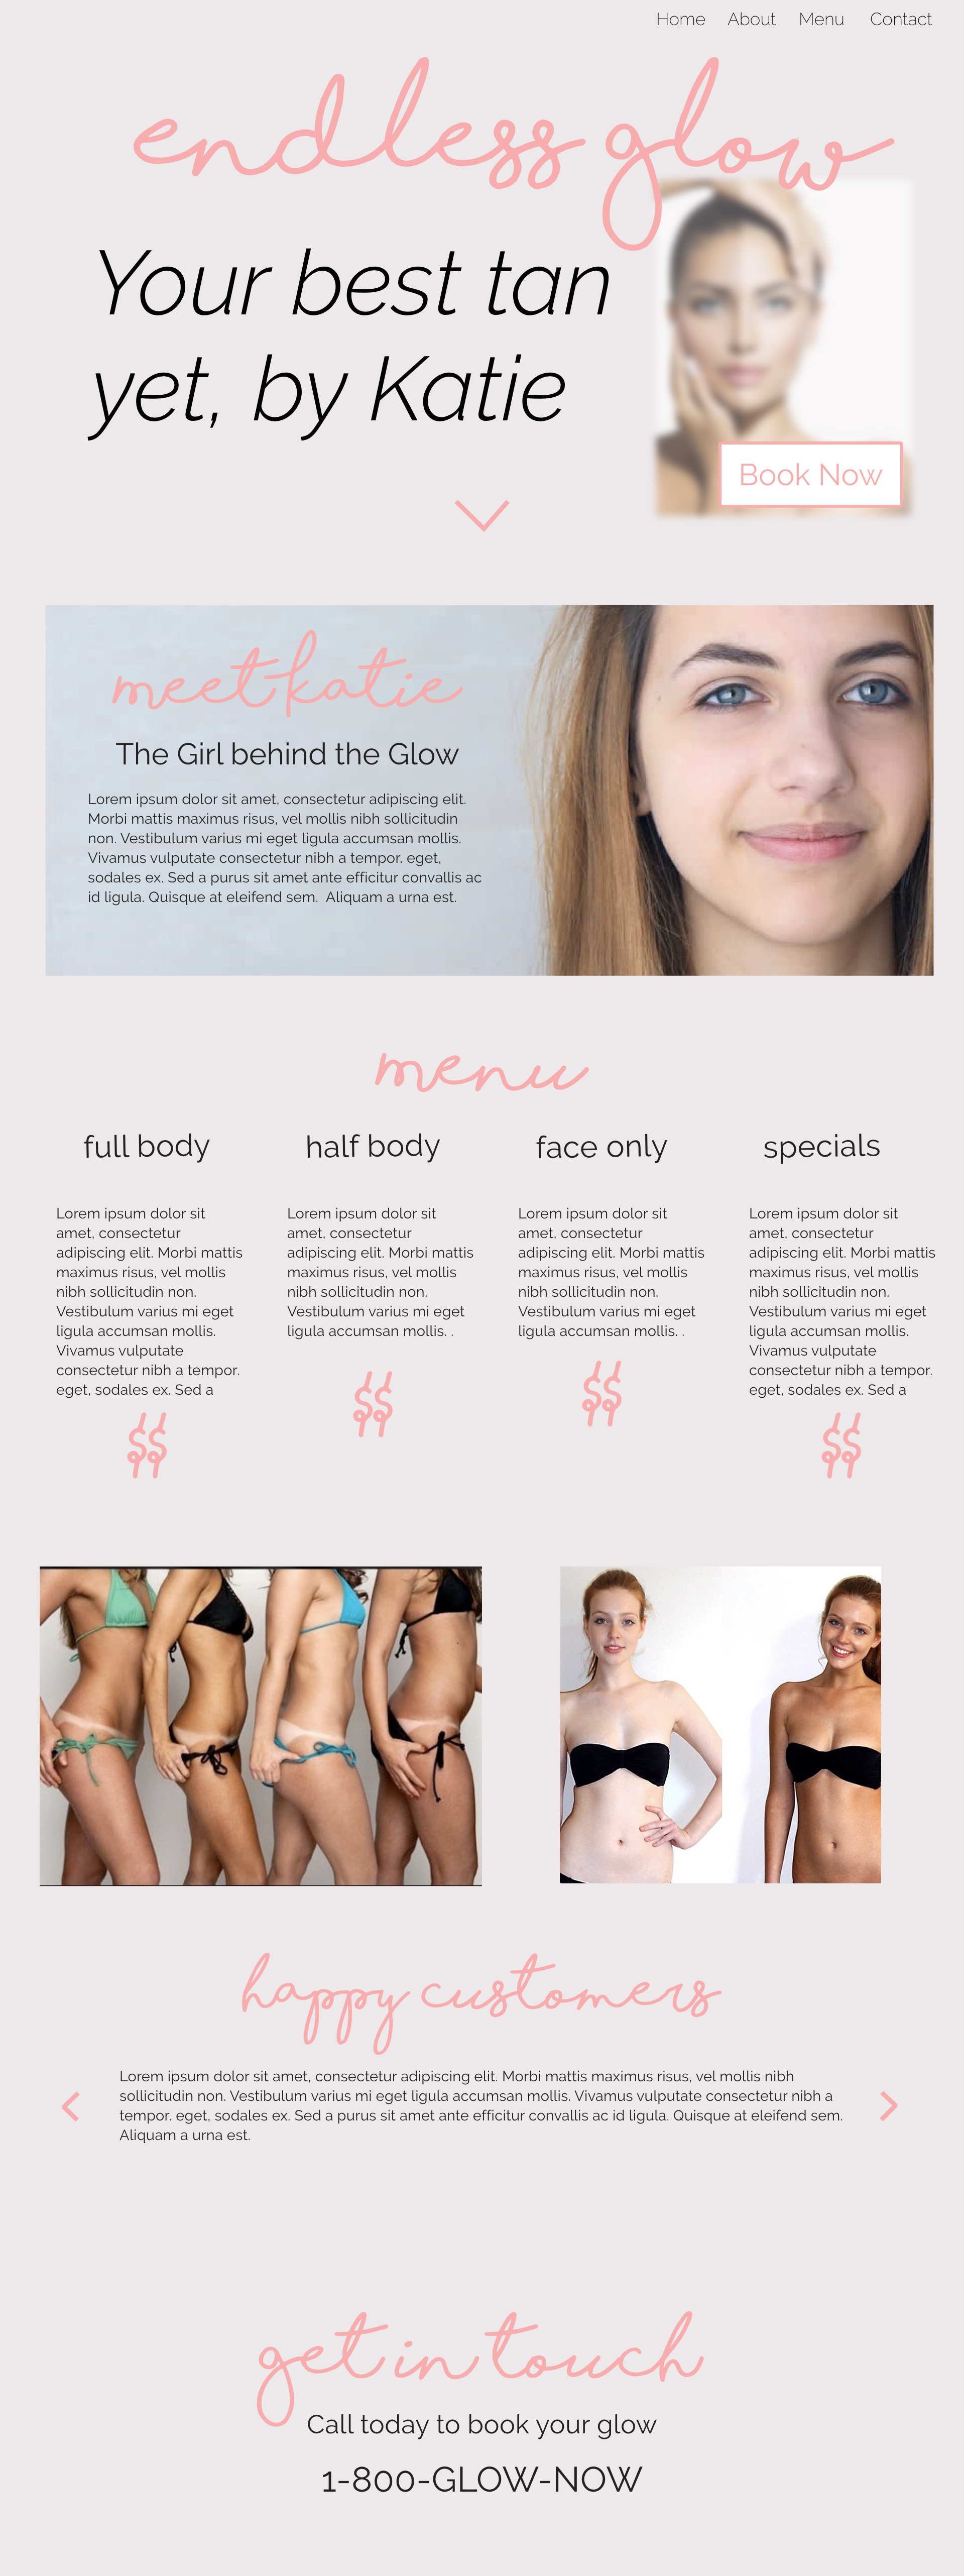 Home About Menu Contact
endless glow
Your best tan
yet, by Katie
Book Now
meet katie
The Girl behind the Glow
Lorem ipsum dolor sit amet, consectetur adipiscing elit.
Morbi mattis maximus risus, vel mollis nibh sollicitudin
non. Vestibulum varius mi eget ligula accumsan mollis.
Vivamus vulputate consectetur nibh a tempor. eget,
sodales ex. Sed a purus sit amet ante efficitur convallis ac
id ligula. Quisque at eleifend sem.  Aliquam a urna est.
menu
full body
Lorem ipsum dolor sit
amet, consectetur
adipiscing elit. Morbi mattis
maximus risus, vel mollis
nibh sollicitudin non.
Vestibulum varius mi eget
ligula accumsan mollis.
Vivamus vulputate
consectetur nibh a tempor.
eget, sodales ex. Sed a
$$
half body
Lorem ipsum dolor sit
amet, consectetur
adipiscing elit. Morbi mattis
maximus risus, vel mollis
nibh sollicitudin non.
Vestibulum varius mi eget
ligula accumsan mollis. .
$$
face only
Lorem ipsum dolor sit
amet, consectetur
adipiscing elit. Morbi mattis
maximus risus, vel mollis
nibh sollicitudin non.
Vestibulum varius mi eget
ligula accumsan mollis. .
$$
specials
Lorem ipsum dolor sit
amet, consectetur
adipiscing elit. Morbi mattis
maximus risus, vel mollis
nibh sollicitudin non.
Vestibulum varius mi eget
ligula accumsan mollis.
Vivamus vulputate
consectetur nibh a tempor.
eget, sodales ex. Sed a
$$
happy customers
Lorem ipsum dolor sit amet, consectetur adipiscing elit. Morbi mattis maximus risus, vel mollis nibh
sollicitudin non. Vestibulum varius mi eget ligula accumsan mollis. Vivamus vulputate consectetur nibh a
tempor. eget, sodales ex. Sed a purus sit amet ante efficitur convallis ac id ligula. Quisque at eleifend sem.
Aliquam a urna est.
get in touch
Call today to book your glow
1-800-GLOW-NOW